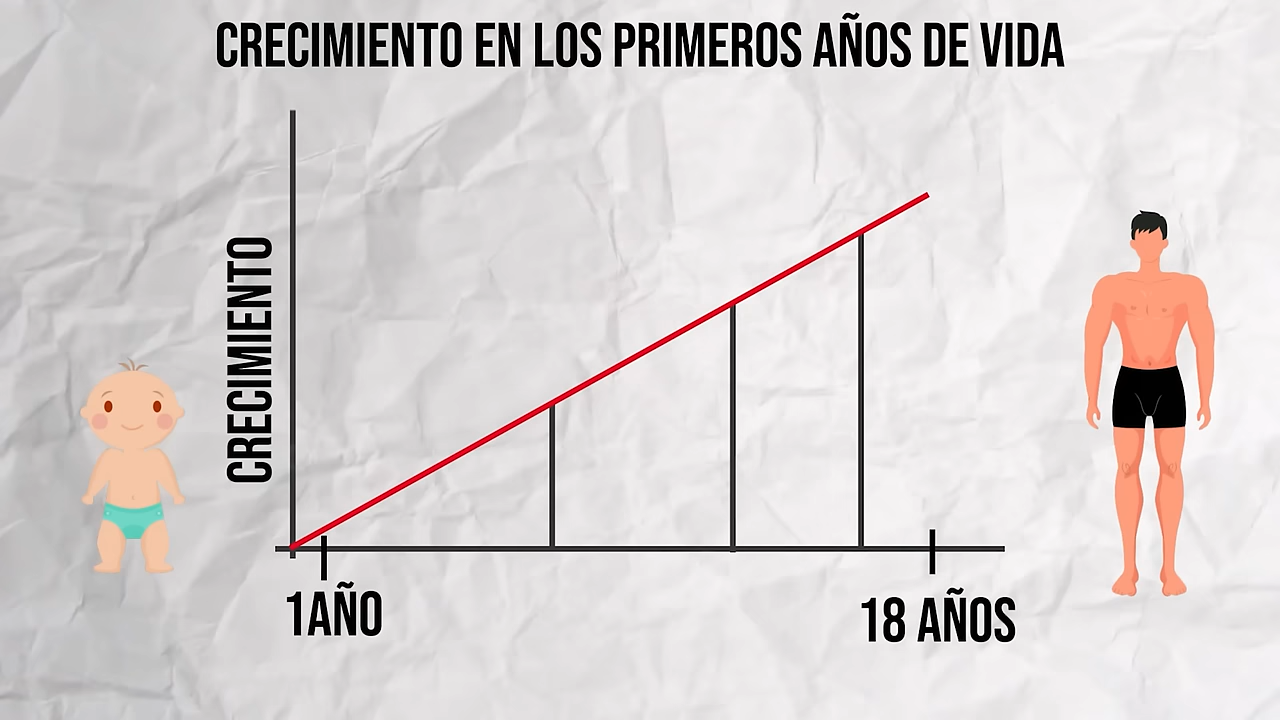 CRECIMIENTO EN LOS PRIMEROS AÑOS DE VIDA
CRECIMIENTO
1AÑO
18 AÑOS